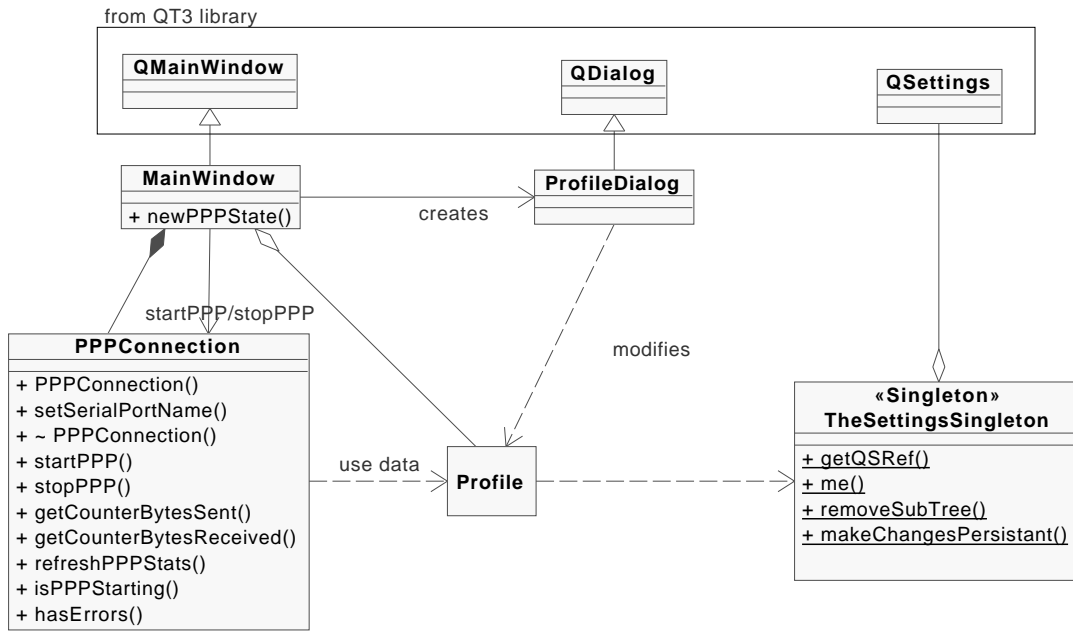 from QT3 library
QMainWindow
QDialog
QSettings
MainWindow
+ newPPPState()
creates
ProfileDialog
startPPP/stopPPP
modifies
PPPConnection
+ PPPConnection()
+ setSerialPortName()
+ ~ PPPConnection()
+ startPPP()
+ stopPPP()
+ getCounterBytesSent()
+ getCounterBytesReceived()
+ refreshPPPStats()
+ isPPPStarting()
+ hasErrors()
use data
Profile
«Singleton»
TheSettingsSingleton
+ getQSRef()
+ me()
+ removeSubTree()
+ makeChangesPersistant()